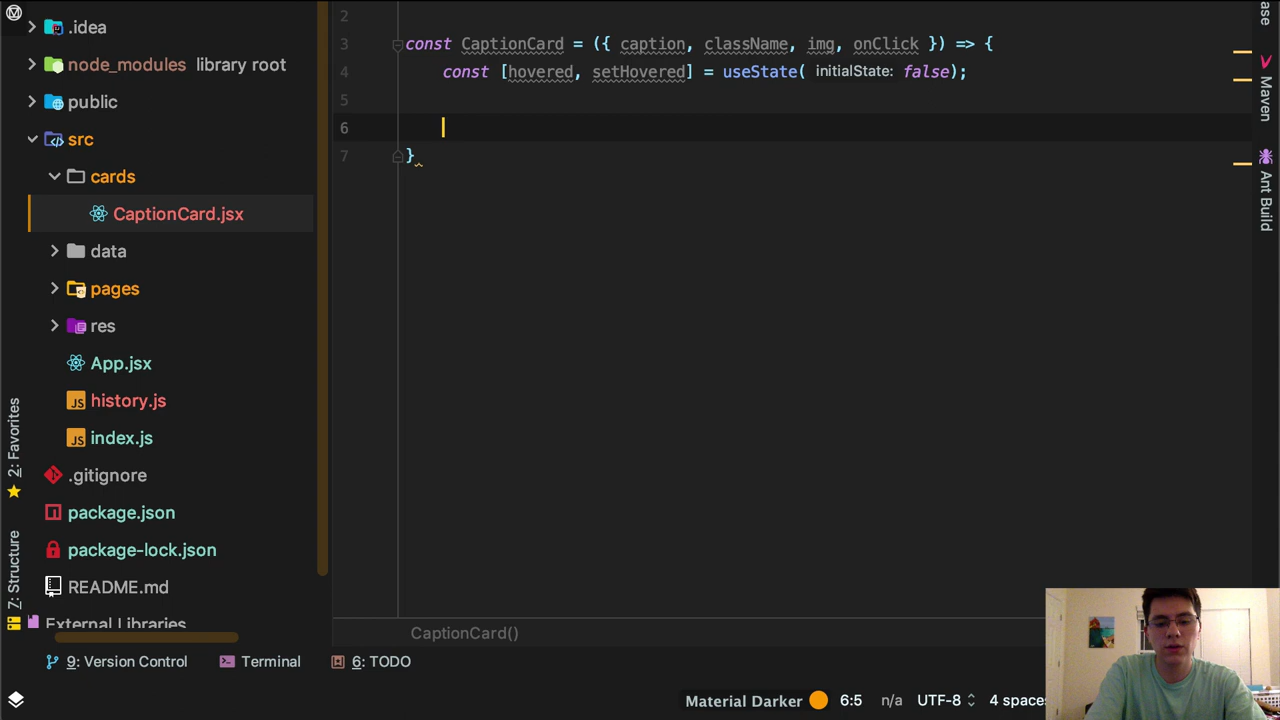 .idea
node_modules library root
public
src
cards
CaptionCard.jsx
data
pages
res
App.jsx
history.js
index.js
.gitignore
package.json
package-lock.json
README.md
External Libraries
2: Favorites
7: Structure
2
3 const CaptionCard = ({ caption, className, img, onClick }) => {
4 const [hovered, setHovered] = useState( initialState: false);
5
6
7 }
CaptionCard()
Maven
Ant Build
9: Version Control
Terminal
6: TODO
Material Darker
6:5
n/a
UTF-8
4 spaces